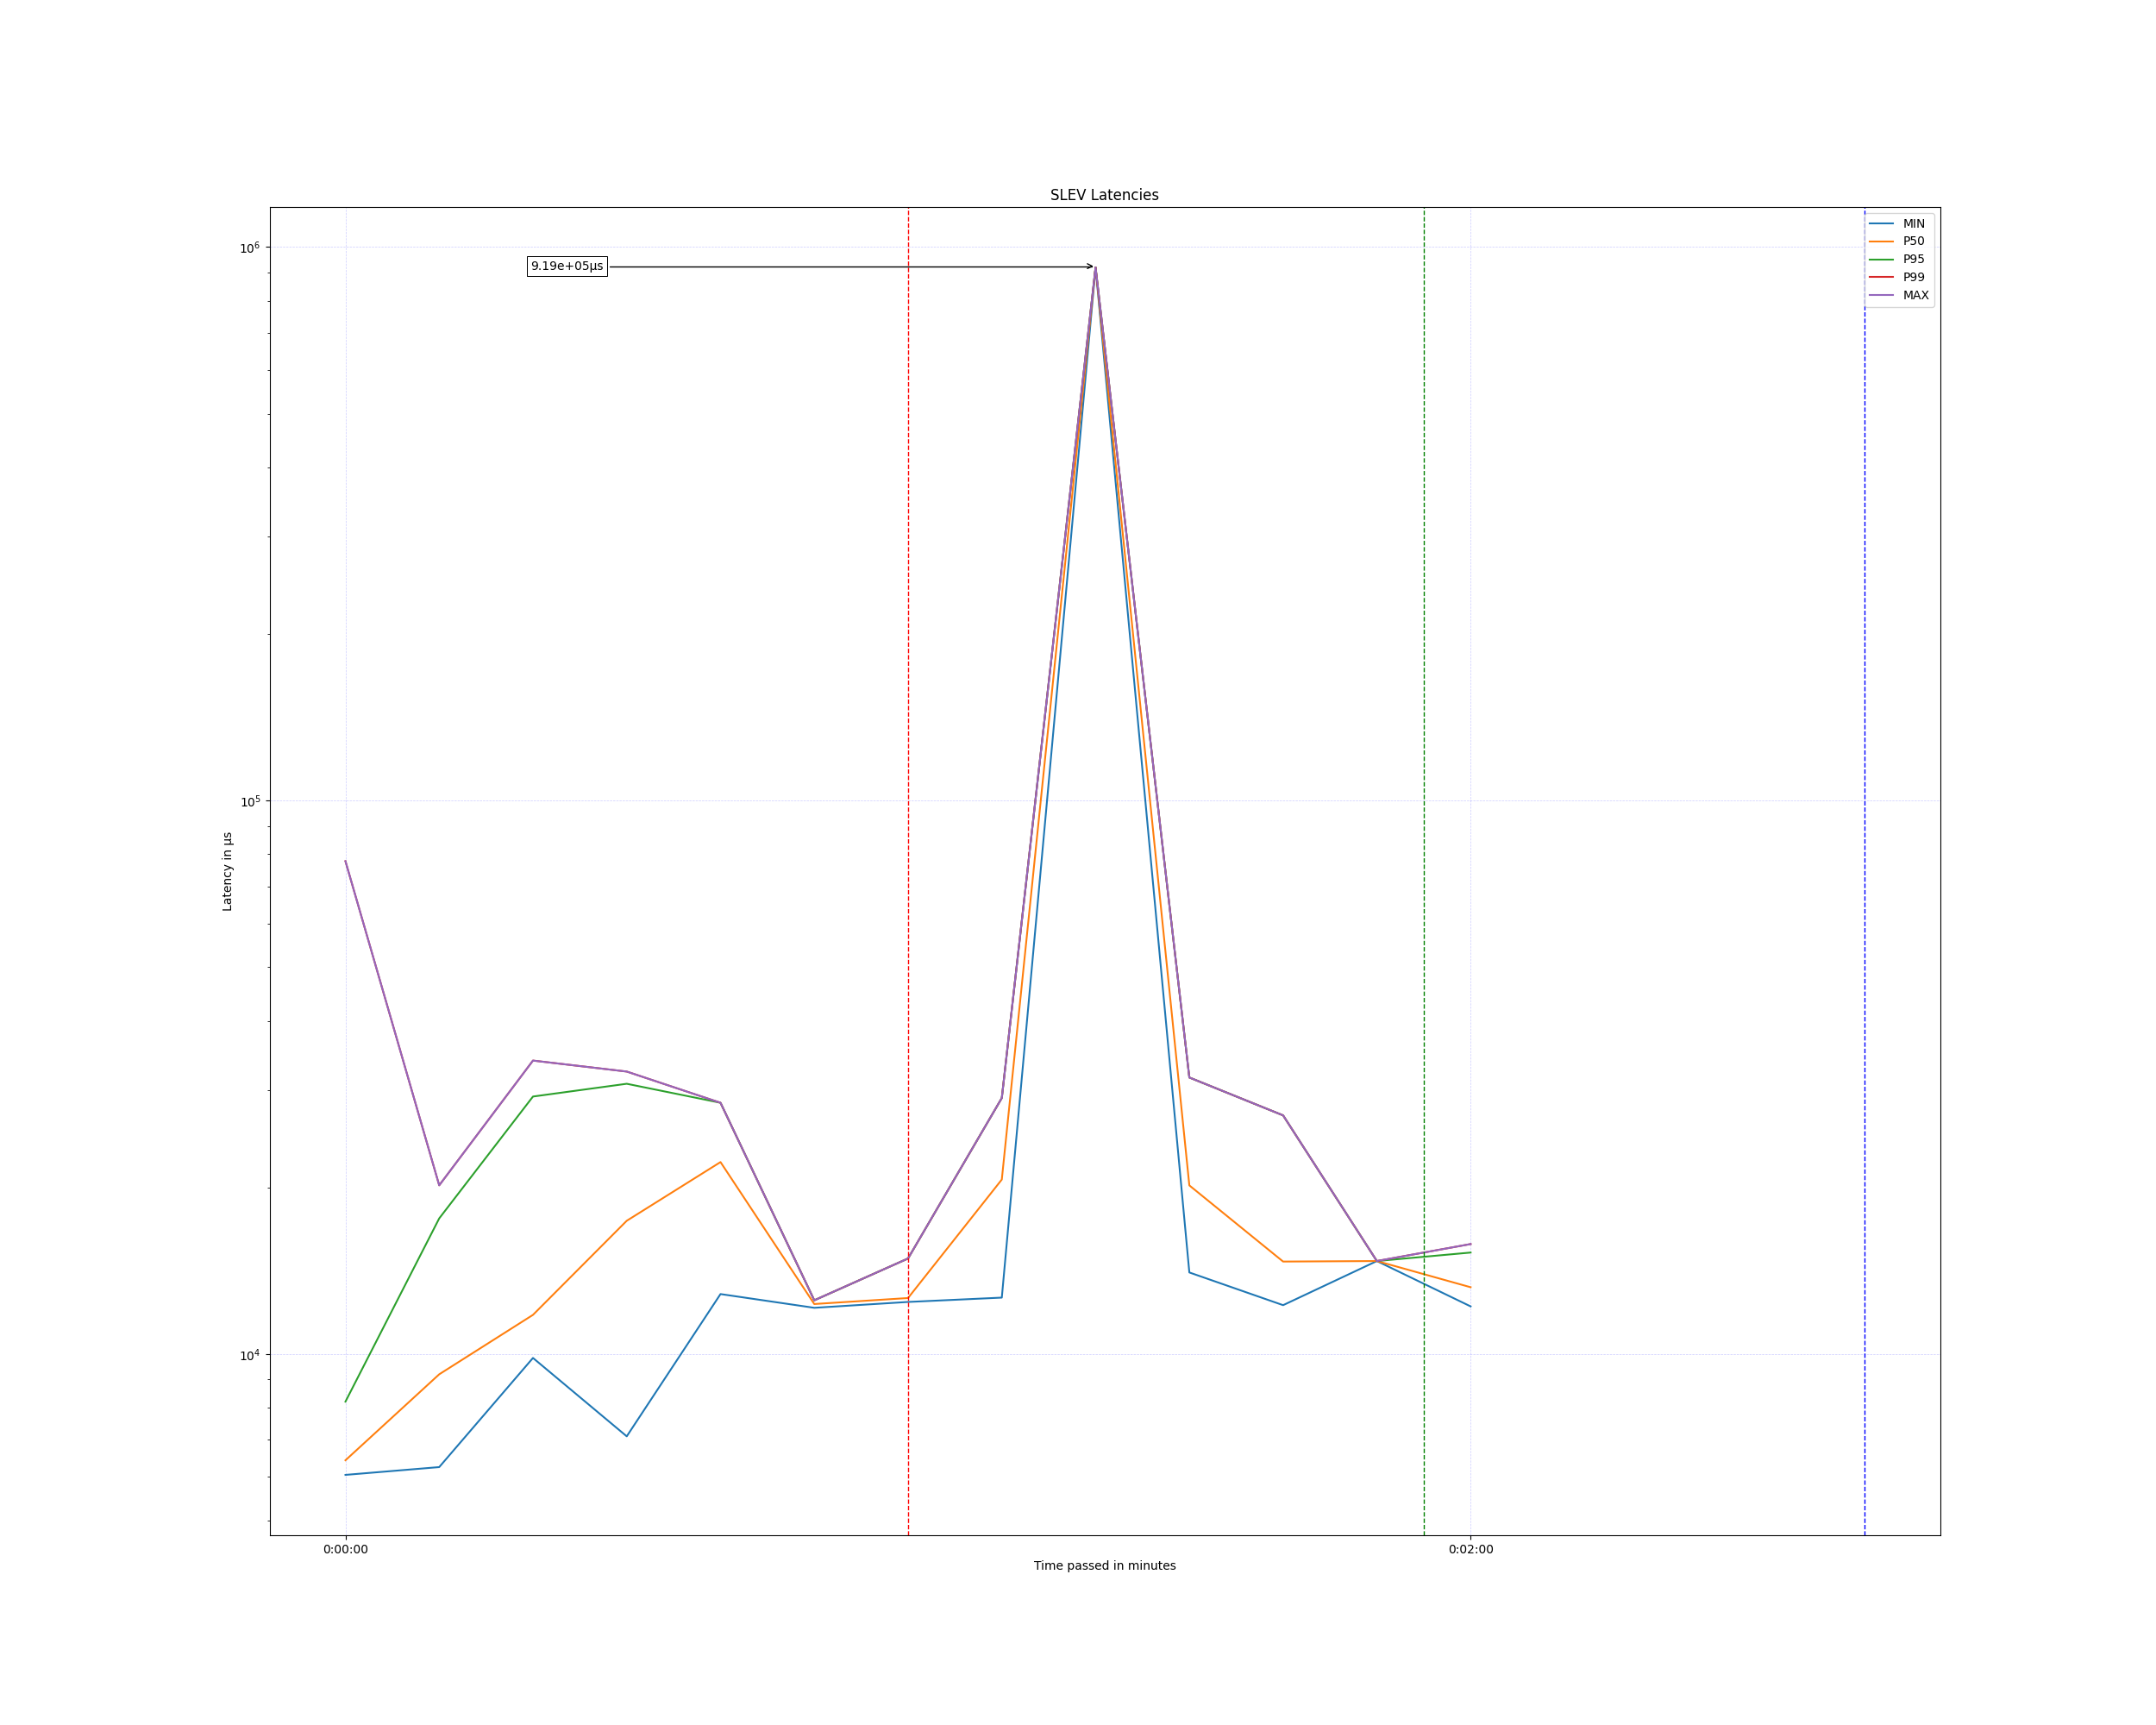 SLEV Latencies
10⁶
9.19e+05µs
MIN
P50
P95
P99
MAX
10⁵
Latency in µs
10⁴
0:00:00
0:02:00
Time passed in minutes